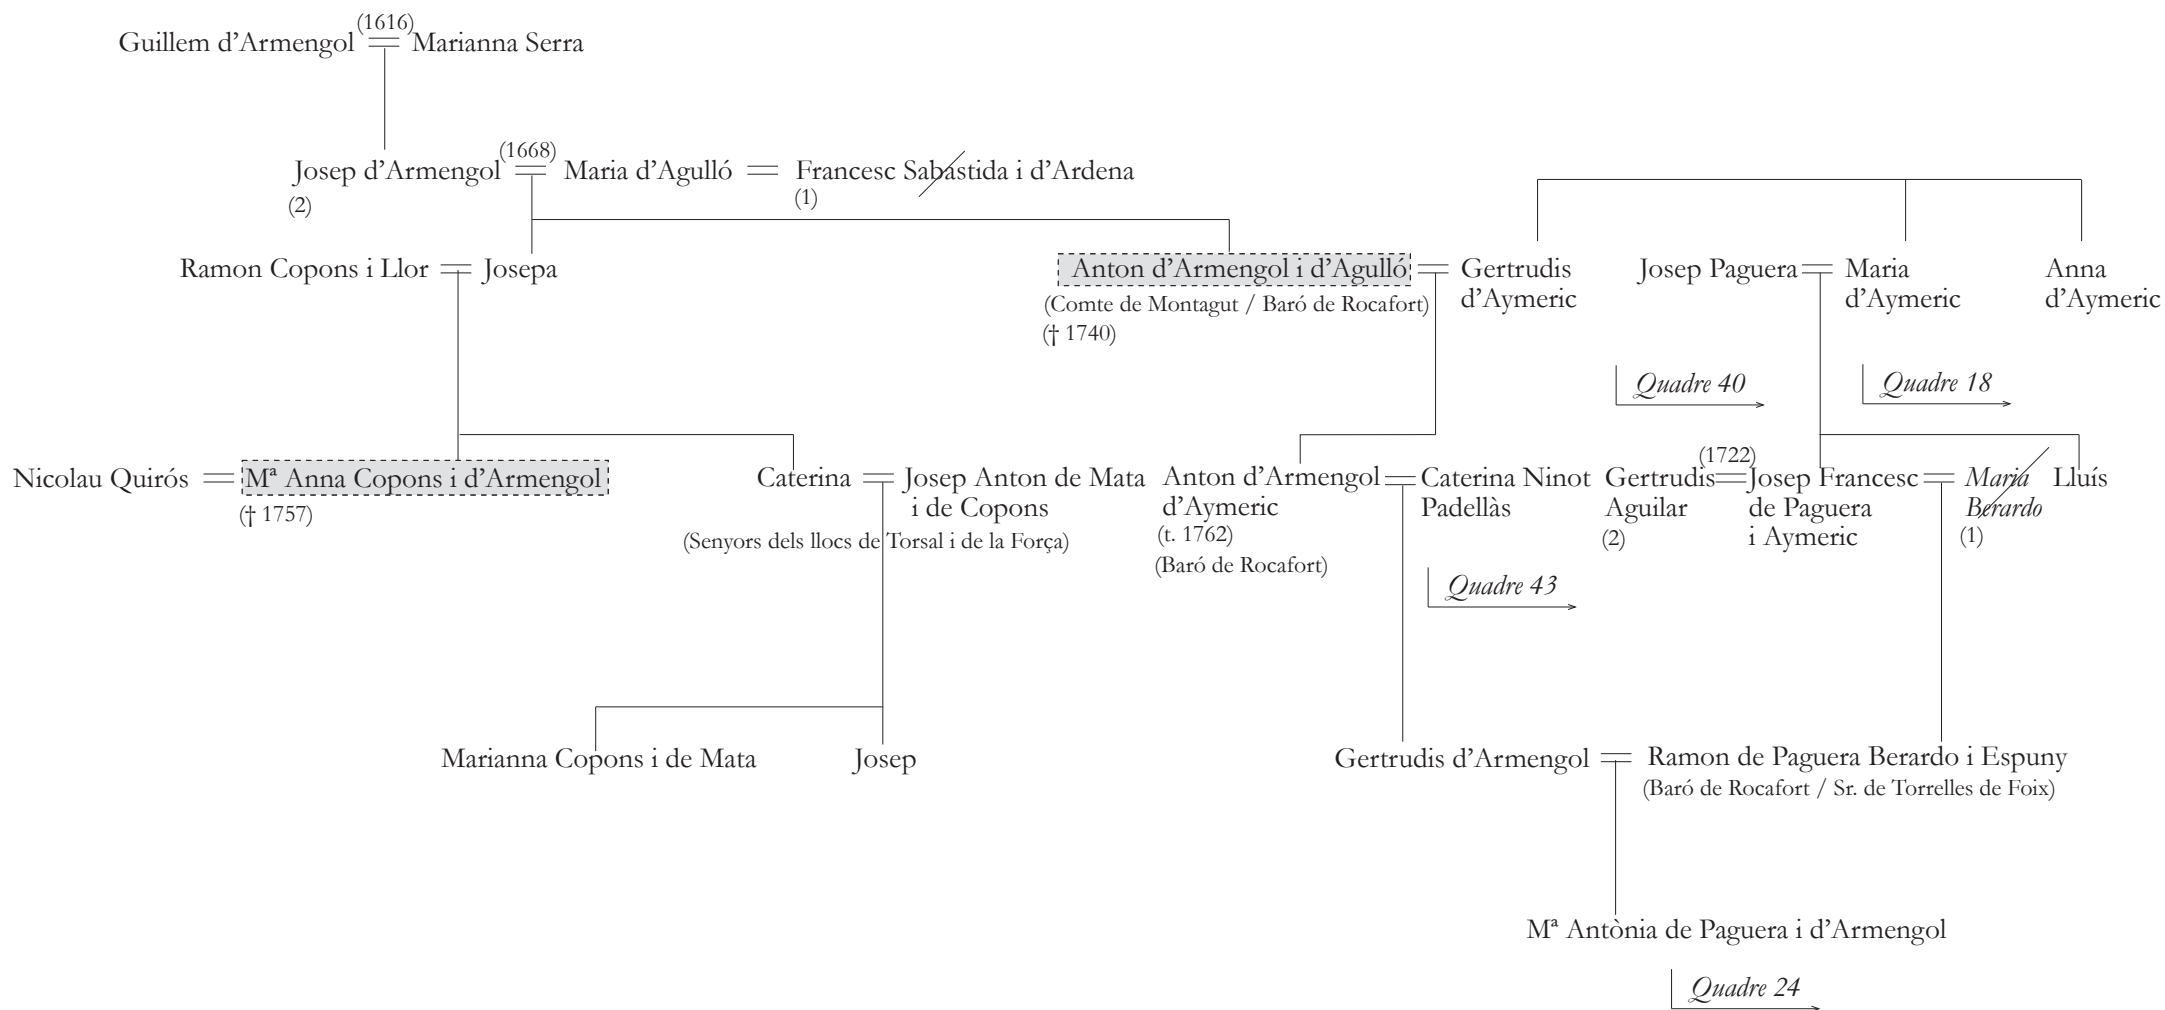 (1616)
Guillem d’Armengol Marianna Serra
(1668)
Josep d’Armengol Maria d’Agulló Francesc Sabastida i d’Ardena
(2) (1)
Ramon Copons i Llor Josepa Anton d’Armengol i d’Agulló Gertrudis Josep Paguera Maria Anna
d’Aymeric d’Aymeric d’Aymeric
(Comte de Montagut / Baró de Rocafort)
(† 1740)
Quadre 40 Quadre 18
(1722)
Nicolau Quirós Mª Anna Copons i d’Armengol Caterina Josep Anton de Mata Anton d’Armengol Caterina Ninot Gertrudis Josep Francesc Maria Lluís
i de Copons d’Aymeric Padellàs Aguilar de Paguera Berardo
(† 1757) (t. 1762) (2) i Aymeric (1)
(Senyors dels llocs de Torsal i de la Força) (Baró de Rocafort)
Quadre 43
Marianna Copons i de Mata Josep Gertrudis d’Armengol Ramon de Paguera Berardo i Espuny
(Baró de Rocafort / Sr. de Torrelles de Foix)
Mª Antònia de Paguera i d’Armengol
Quadre 24